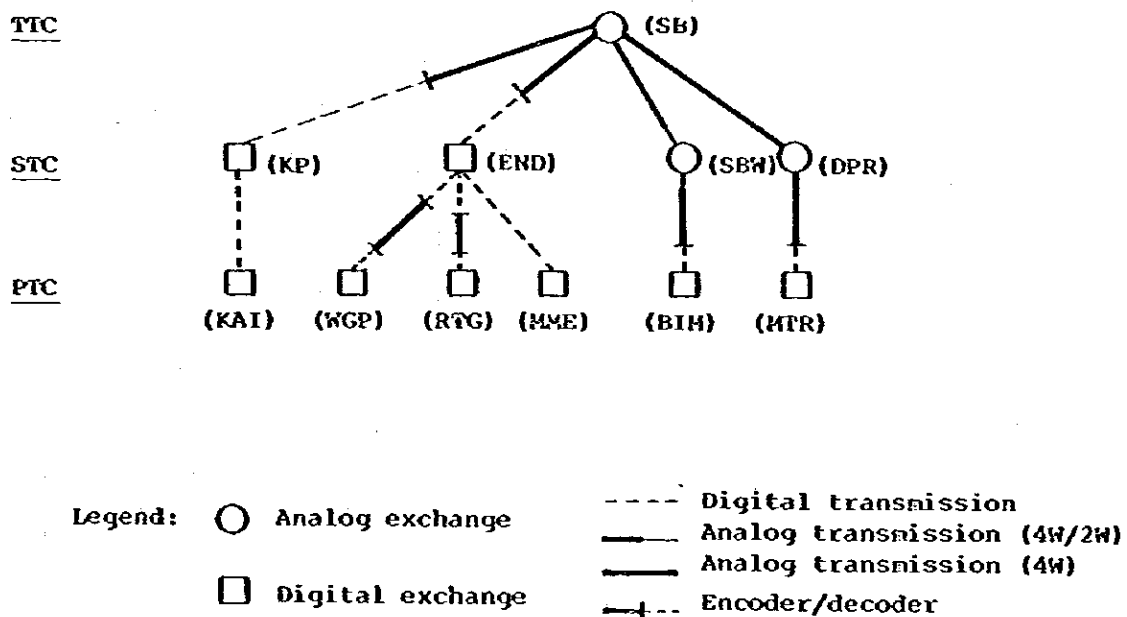 TTC
(SB)
STC
(KP)
(END)
(SBW)
(DPR)
PTC
(KAI)
(WGP)
(RTG)
(MME)
(BIM)
(MTR)
Legend:
Analog exchange
Digital exchange
Digital transmission
Analog transmission (4W/2W)
Analog transmission (4W)
Encoder/decoder